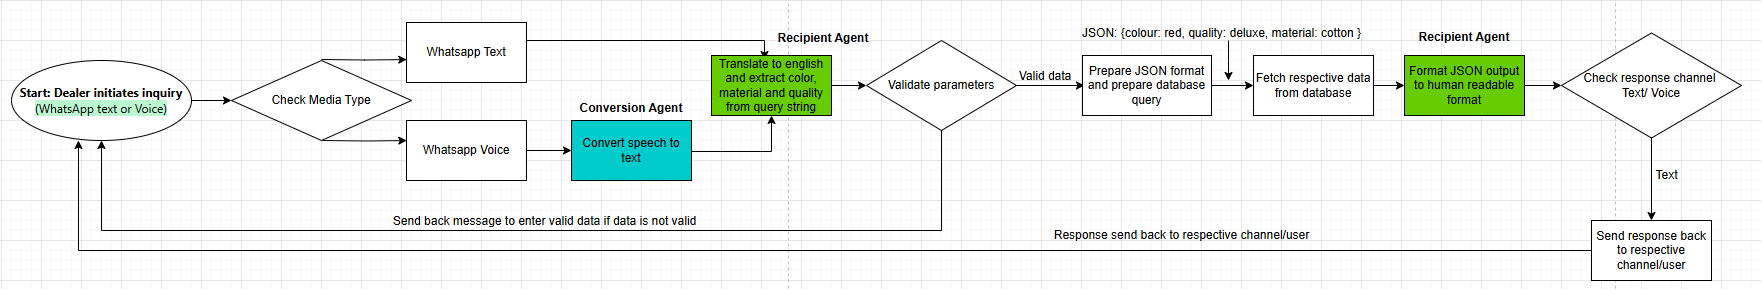 Start: Dealer initiates inquiry
(WhatsApp text or Voice)
Check Media Type
Whatsapp Text
Whatsapp Voice
Conversion Agent
Convert speech to
text
Recipient Agent
Translate to english
and extract color,
material and quality
from query string
Validate parameters
Valid data
JSON: {colour: red, quality: deluxe, material: cotton }
Prepare JSON format
and prepare database
query
Fetch respective data
from database
Recipient Agent
Format JSON output
to human readable
format
Check response channel
Text/ Voice
Text
Send response back
to respective
channel/user
Send back message to enter valid data if data is not valid
Response send back to respective channel/user